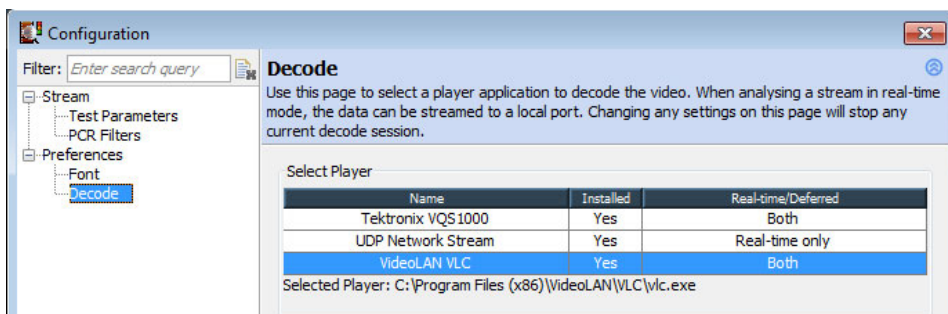 Configuration
Filter: Enter search query
Stream
Test Parameters
PCR Filters
Preferences
Font
Decode
Decode
Use this page to select a player application to decode the video. When analysing a stream in real-time
mode, the data can be streamed to a local port. Changing any settings on this page will stop any
current decode session.
Select Player
Name Installed Real-time/Deferred
Tektronix VQS1000 Yes Both
UDP Network Stream Yes Real-time only
VideoLAN VLC Yes Both
Selected Player: C:\Program Files (x86)\VideoLAN\VLC\vlc.exe